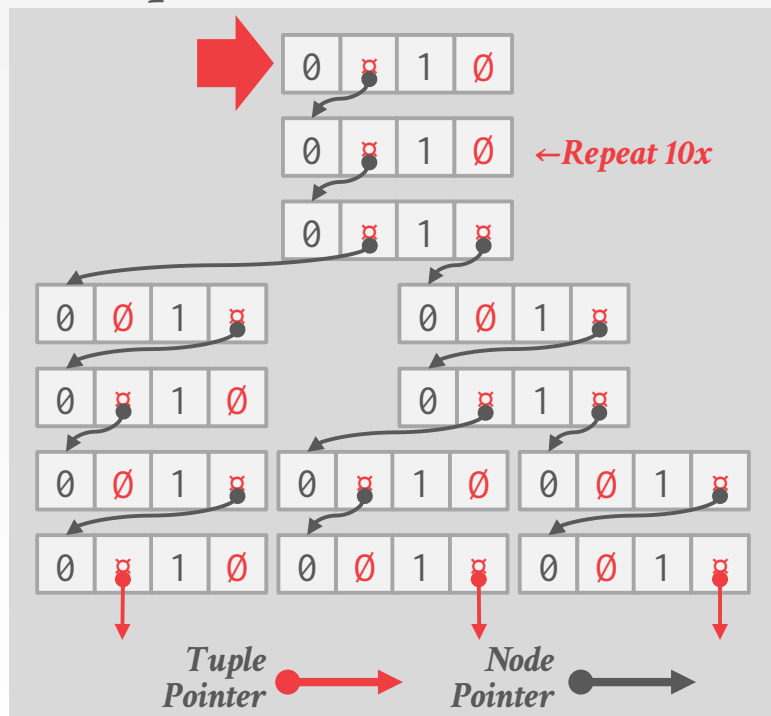 0 ¤ 1 Ø
0 ¤ 1 Ø ←Repeat 10x
0 ¤ 1 ¤
0 Ø 1 ¤ 0 Ø 1 ¤
0 ¤ 1 Ø 0 ¤ 1 ¤
0 Ø 1 ¤ 0 ¤ 1 Ø 0 Ø 1 ¤
0 ¤ 1 Ø 0 Ø 1 ¤ 0 Ø 1 ¤
Tuple
Pointer
Node
Pointer